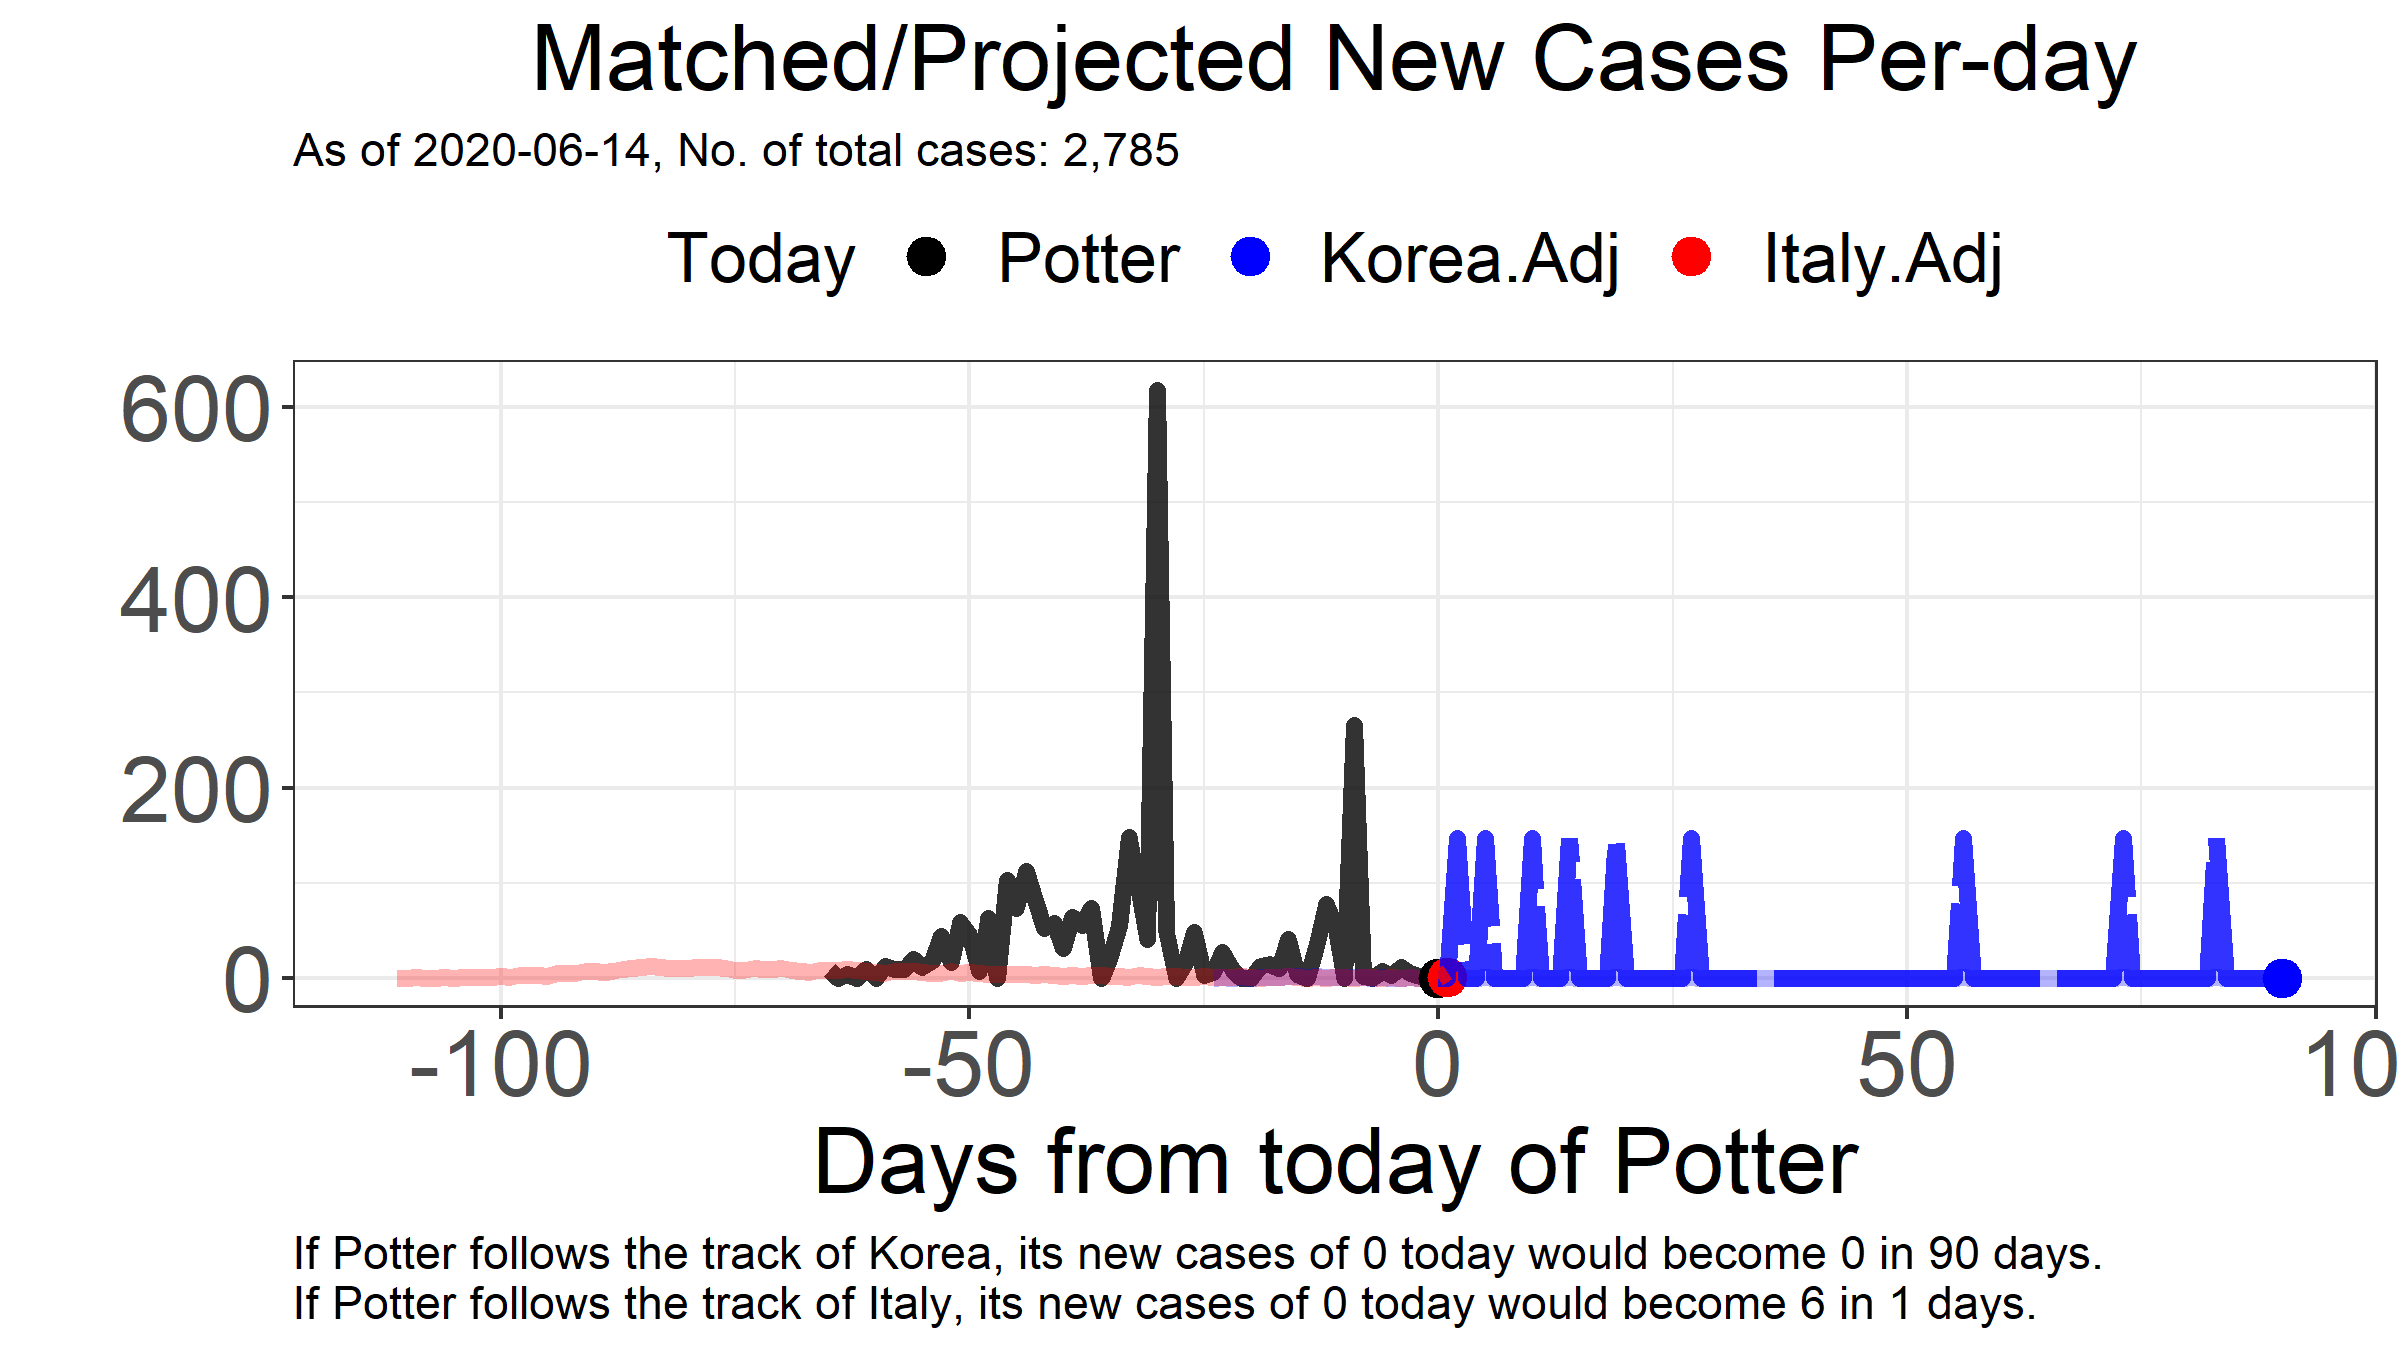 Matched/Projected New Cases Per-day
As of 2020-06-14, No. of total cases: 2,785
Today Potter Korea.Adj Italy.Adj
600
400
200
0
-100 -50 0 50 10
Days from today of Potter
If Potter follows the track of Korea, its new cases of 0 today would become 0 in 90 days.
If Potter follows the track of Italy, its new cases of 0 today would become 6 in 1 days.